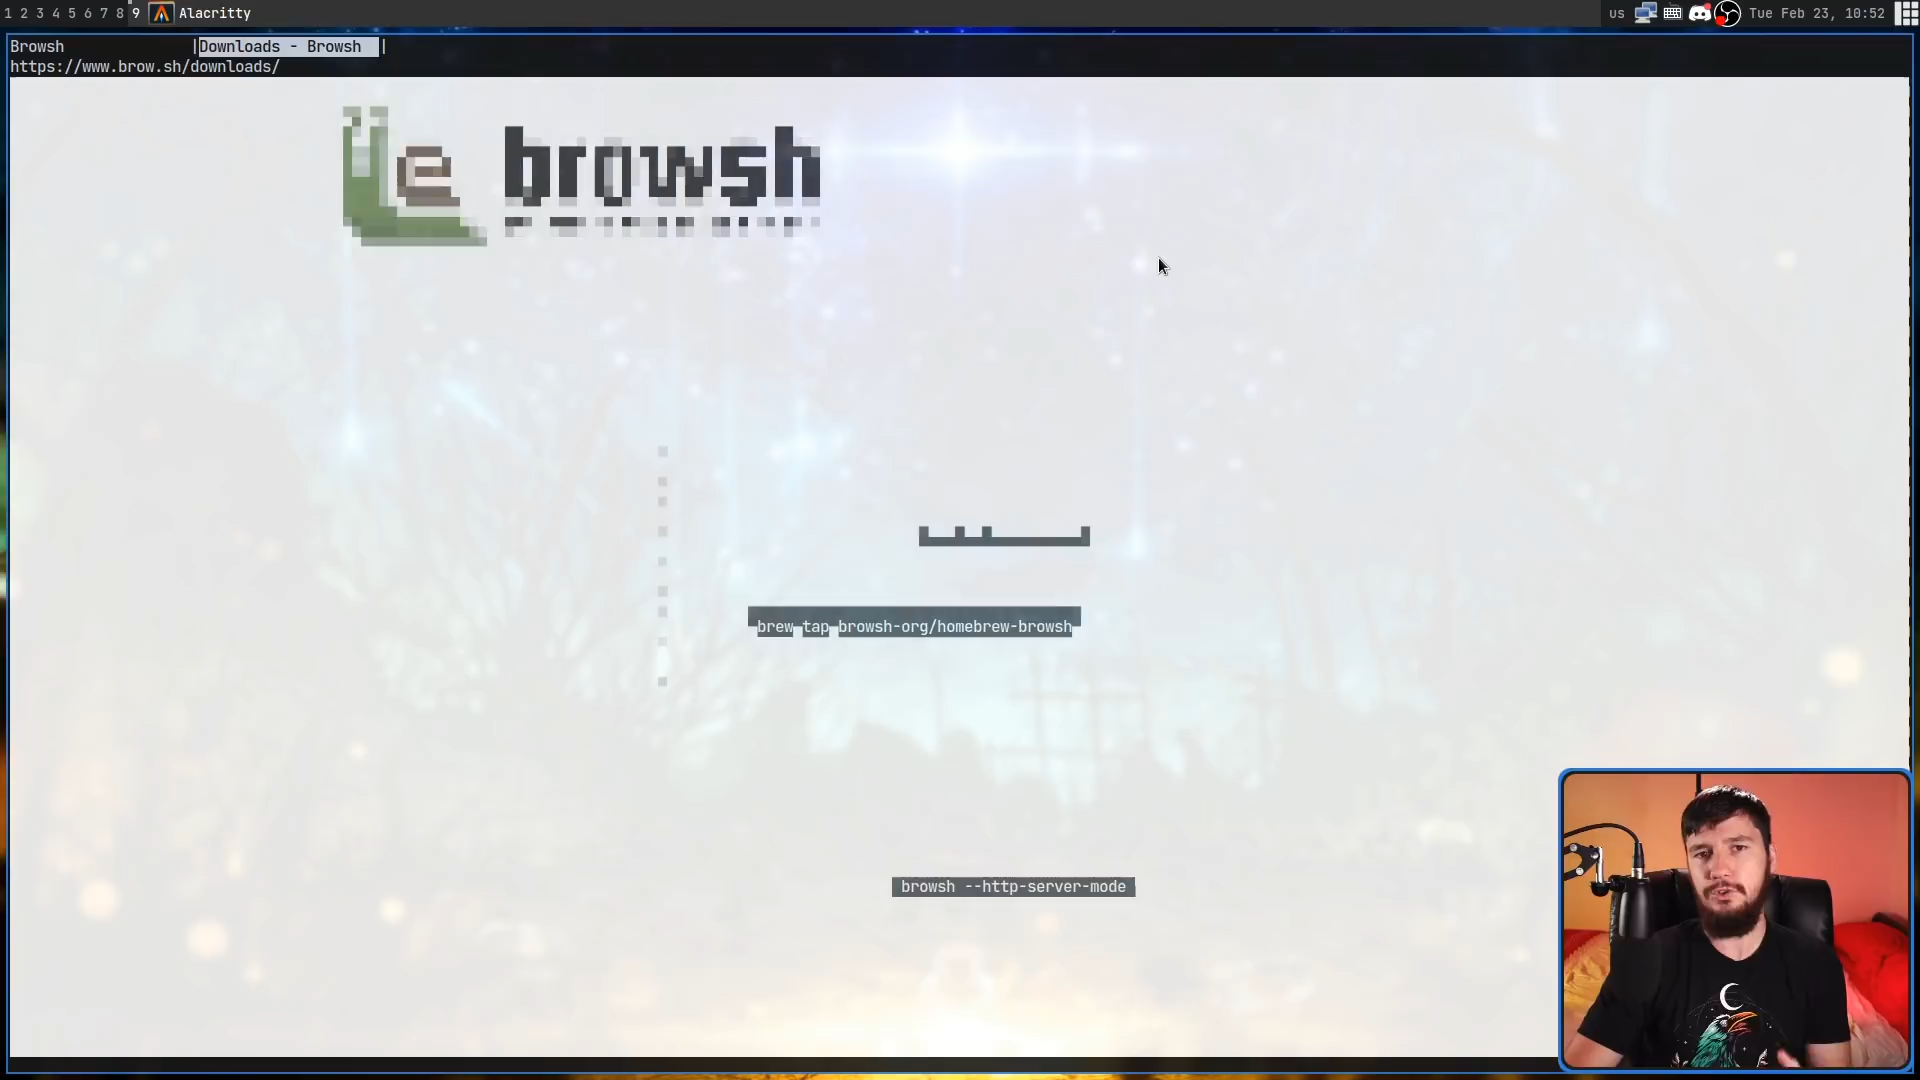 1 2 3 4 5 6 7 8 9 Alacritty
us Tue Feb 23, 10:52
Browsh |Downloads - Browsh |
https://www.brow.sh/downloads/
browsh
brew tap browsh-org/homebrew-browsh
browsh --http-server-mode